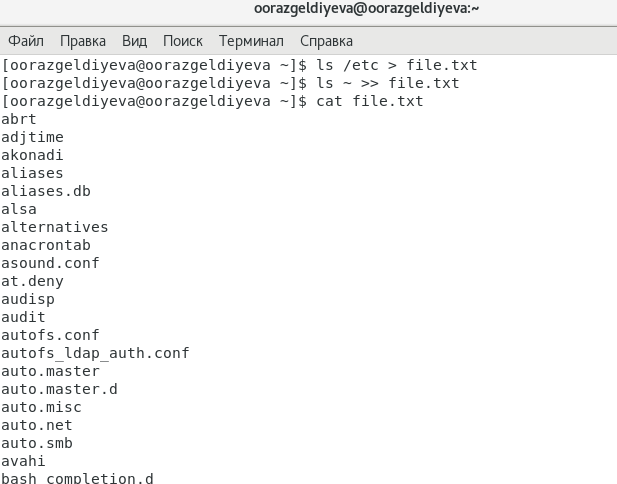 oorazgeldiyeva@oorazgeldiyeva:~
Файл Правка Вид Поиск Терминал Справка
[oorazgeldiyeva@oorazgeldiyeva ~]$ ls /etc > file.txt
[oorazgeldiyeva@oorazgeldiyeva ~]$ ls ~ >> file.txt
[oorazgeldiyeva@oorazgeldiyeva ~]$ cat file.txt
abrt
adjtime
akonadi
aliases
aliases.db
alsa
alternatives
anacrontab
asound.conf
at.deny
audisp
audit
autofs.conf
autofs_ldap_auth.conf
auto.master
auto.master.d
auto.misc
auto.net
auto.smb
avahi
bash_completion.d